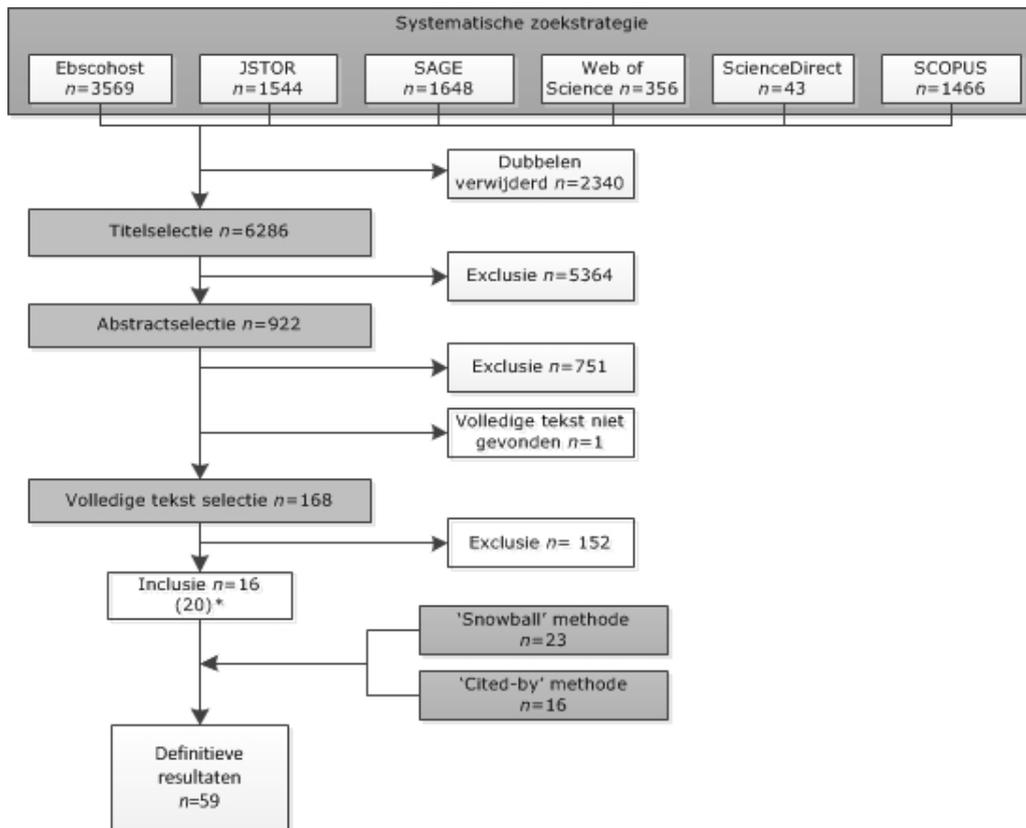 Systematische zoekstrategie
Ebscohost
n=3569
JSTOR
n=1544
SAGE
n=1648
Web of
Science n=356
ScienceDirect
n=43
SCOPUS
n=1466
Dubbelen
verwijderd n=2340
Titelselectie n=6286
Exclusie n=5364
Abstractselectie n=922
Exclusie n=751
Volledige tekst niet
gevonden n=1
Volledige tekst selectie n=168
Exclusie n= 152
Inclusie n=16
(20)*
‘Snowball’ methode
n=23
‘Cited-by’ methode
n=16
Definitieve
resultaten
n=59